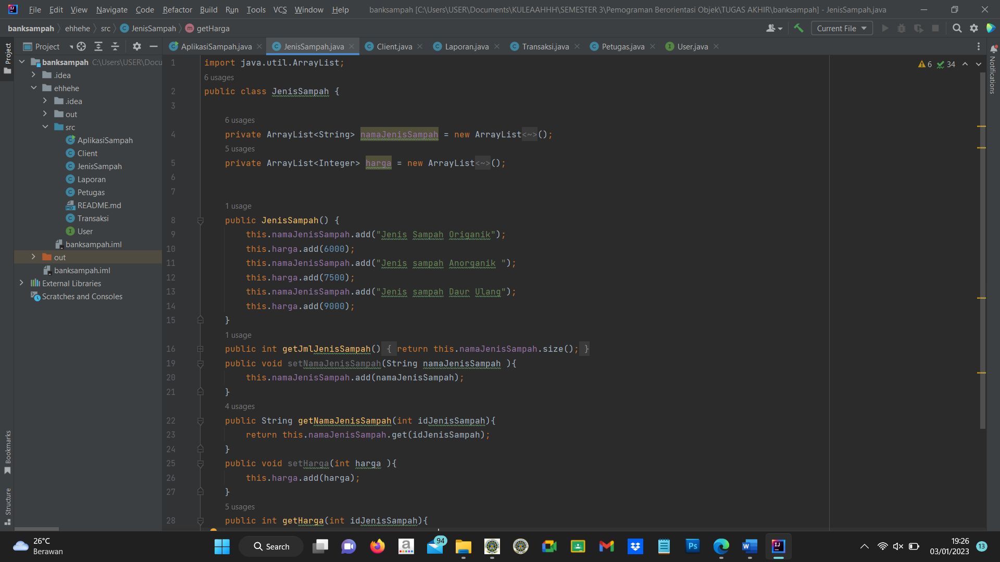 File Edit View Navigate Code Refactor Build Run Tools VCS Window Help banksampah [C:\Users\USER\Documents\KULEAAHHH\SEMESTER 3\Pemograman Berorientasi Objek\TUGAS AKHIR\banksampah] - JenisSampah.java
banksampah ehhehe src JenisSampah getHarga Current File
Project
AplikasiSampah.java JenisSampah.java Client.java Laporan.java Transaksi.java Petugas.java User.java
Project
Bookmarks
Structure
Notifications
banksampah C:\Users\USER\Docu
.idea
ehhehe
.idea
out
src
AplikasiSampah
Client
JenisSampah
Laporan
Petugas
README.md
Transaksi
User
banksampah.iml
out
banksampah.iml
External Libraries
Scratches and Consoles
6 34
1 import java.util.ArrayList;
6 usages
2 public class JenisSampah {
3
6 usages
4 private ArrayList<String> namaJenisSampah = new ArrayList<~>();
5 usages
5 private ArrayList<Integer> harga = new ArrayList<~>();
6
7
1 usage
8 public JenisSampah() {
9 this.namaJenisSampah.add("Jenis Sampah Origanik");
10 this.harga.add(6000);
11 this.namaJenisSampah.add("Jenis sampah Anorganik ");
12 this.harga.add(7500);
13 this.namaJenisSampah.add("Jenis sampah Daur Ulang");
14 this.harga.add(9000);
15 }
1 usage
16 public int getJmlJenisSampah() { return this.namaJenisSampah.size(); }
19 public void setNamaJenisSampah(String namaJenisSampah ){
20 this.namaJenisSampah.add(namaJenisSampah);
21 }
4 usages
22 public String getNamaJenisSampah(int idJenisSampah){
23 return this.namaJenisSampah.get(idJenisSampah);
24 }
25 public void setHarga(int harga ){
26 this.harga.add(harga);
27 }
5 usages
28 public int getHarga(int idJenisSampah){
26°C
Berawan
Search
94
19:26
03/01/2023
13